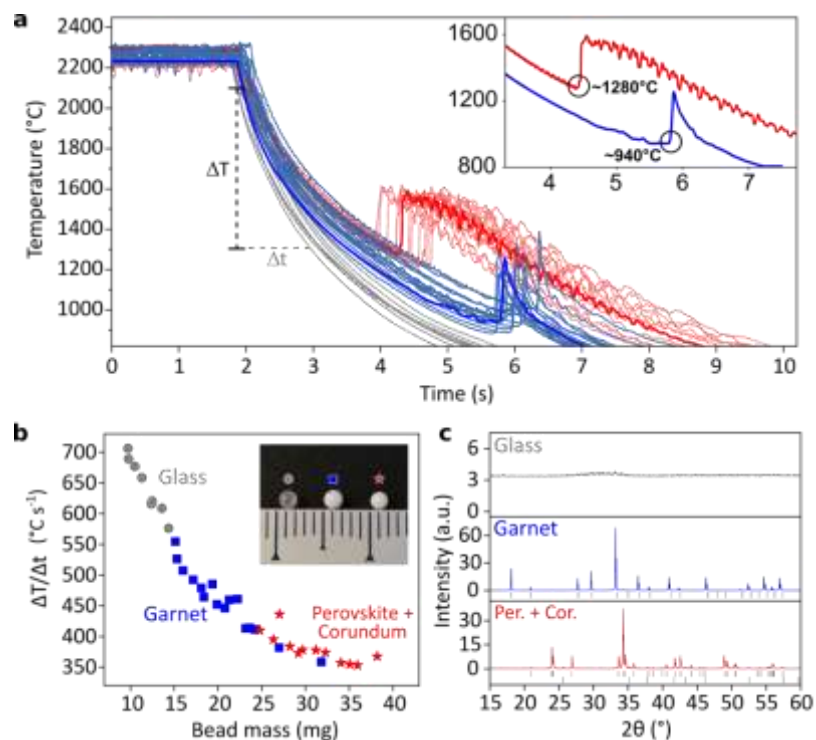 a
2400
2200
2000
1800
1600
1400
1200
1000
Temperature (°C)
ΔT
Δt
0 1 2 3 4 5 6 7 8 9 10
Time (s)
1600
1200
800
~1280°C
~940°C
4 5 6 7
b
700
650
600
550
500
450
400
350
ΔT/Δt (°C s⁻¹)
Glass
Garnet
Perovskite +
Corundum
10 15 20 25 30 35 40
Bead mass (mg)
c
Intensity (a.u.)
Glass
6
3
0
Garnet
60
30
0
Per. + Cor.
30
15
0
15 20 25 30 35 40 45 50 55 60
2θ (°)